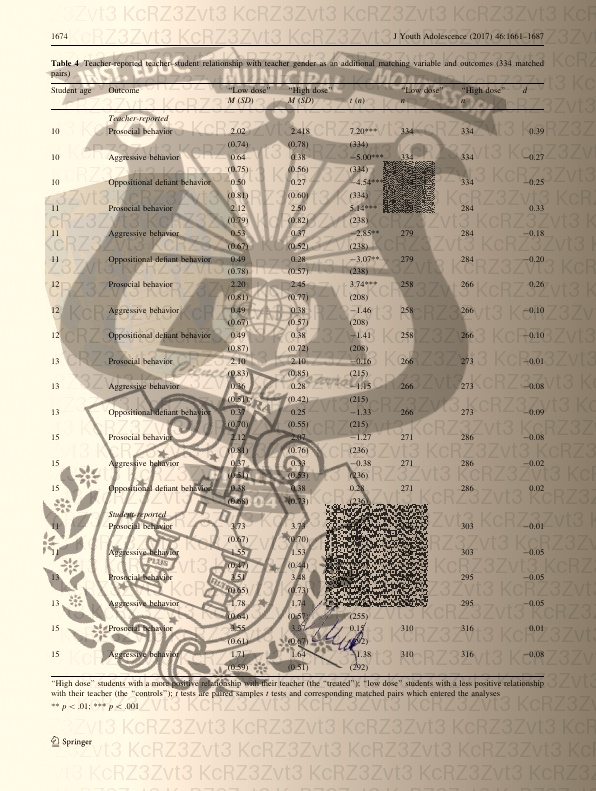 1674 J Youth Adolescence (2017) 46:1661–1687
Table 4 Teacher-reported teacher–student relationship with teacher gender as an additional matching variable and outcomes (334 matched
pairs)
Student age Outcome “Low dose” “High dose” “Low dose” “High dose” d
M (SD) M (SD) t (n) n n
Teacher-reported
10 Prosocial behavior 2.02 2.418 7.20*** 334 334 0.39
(0.74) (0.78) (334)
10 Aggressive behavior 0.64 0.38 −5.00*** 334 334 −0.27
(0.75) (0.56) (334)
10 Oppositional defiant behavior 0.50 0.27 −4.54*** 334 −0.25
(0.81) (0.60) (334)
11 Prosocial behavior 2.12 2.50 5.14*** 284 0.33
(0.79) (0.82) (238)
11 Aggressive behavior 0.53 0.37 −2.85** 279 284 −0.18
(0.67) (0.52) (238)
11 Oppositional defiant behavior 0.49 0.28 −3.07** 279 284 −0.20
(0.78) (0.57) (238)
12 Prosocial behavior 2.20 2.45 3.74*** 258 266 0.26
(0.81) (0.77) (208)
12 Aggressive behavior 0.49 0.38 −1.46 258 266 −0.10
(0.67) (0.57) (208)
12 Oppositional defiant behavior 0.49 0.38 −1.41 258 266 −0.10
(0.87) (0.72) (208)
13 Prosocial behavior 2.10 2.10 −0.16 266 273 −0.01
(0.83) (0.85) (215)
13 Aggressive behavior 0.36 0.28 −1.15 266 273 −0.08
(0.51) (0.42) (215)
13 Oppositional defiant behavior 0.37 0.25 −1.33 266 273 −0.09
(0.70) (0.55) (215)
15 Prosocial behavior 2.12 2.07 −1.27 271 286 −0.08
(0.81) (0.76) (236)
15 Aggressive behavior 0.37 0.33 −0.38 271 286 −0.02
(0.51) (0.53) (236)
15 Oppositional defiant behavior 0.38 0.38 0.28 271 286 0.02
(0.68) (0.73) (236)
Student-reported
11 Prosocial behavior 3.73 3.73 303 −0.01
(0.67) (0.70)
11 Aggressive behavior 1.55 1.53 303 −0.05
(0.47) (0.44)
13 Prosocial behavior 3.51 3.48 295 −0.05
(0.65) (0.73)
13 Aggressive behavior 1.78 1.74 295 −0.05
(0.64) (0.57) (255)
15 Prosocial behavior 3.55 3.57 0.15 310 316 0.01
(0.61) (0.67)
15 Aggressive behavior 1.71 1.64 −1.38 310 316 −0.08
(0.59) (0.51) (292)
“High dose” students with a more positive relationship with their teacher (the “treated”); “low dose” students with a less positive relationship
with their teacher (the “controls”); t tests are paired samples t tests and corresponding matched pairs which entered the analyses
** p < .01; *** p < .001
Springer
INST. EDUC. MUNICIPAL MONTESSORI
KcRZ3Zvt3